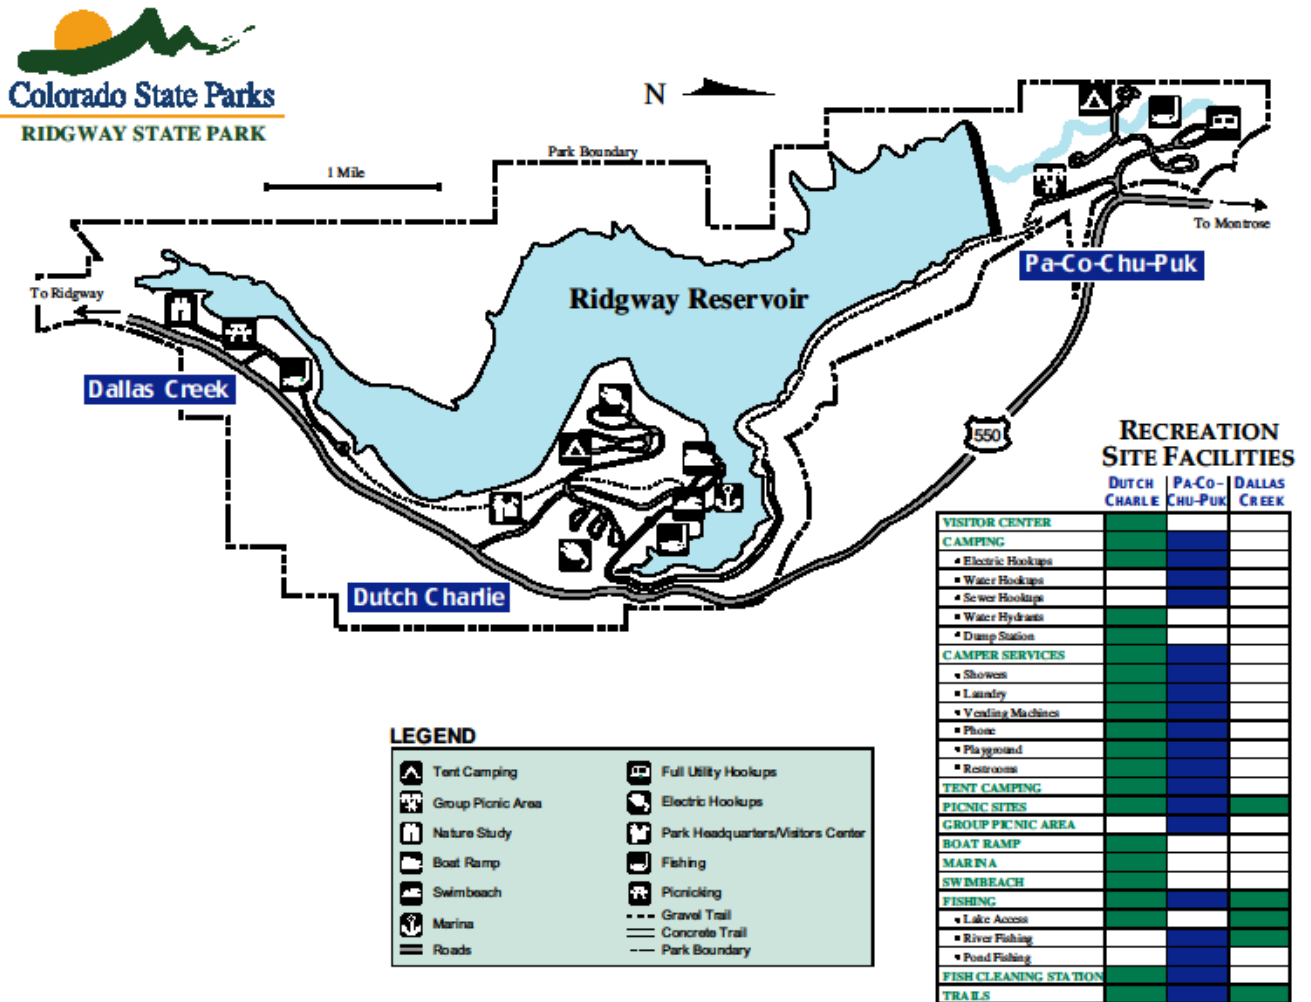 Colorado State Parks
RIDGWAY STATE PARK
N
1 Mile
Park Boundary
To Montrose
Pa-Co-Chu-Puk
To Ridgway
Ridgway Reservoir
Dallas Creek
550
Dutch Charlie
RECREATION
SITE FACILITIES
DUTCH CHARLIE
PA-CO-CHU-PUK
DALLAS CREEK
VISITOR CENTER
CAMPING
▪ Electric Hookups
▪ Water Hookups
▪ Sewer Hookups
▪ Water Hydrants
▪ Dump Station
CAMPER SERVICES
▪ Showers
▪ Laundry
▪ Vending Machines
▪ Phone
▪ Playground
▪ Restrooms
TENT CAMPING
PICNIC SITES
GROUP PICNIC AREA
BOAT RAMP
MARINA
SWIMBEACH
FISHING
▪ Lake Access
▪ River Fishing
▪ Pond Fishing
FISH CLEANING STATION
TRAILS
LEGEND
Tent Camping
Group Picnic Area
Nature Study
Boat Ramp
Swimbeach
Marina
Roads
Full Utility Hookups
Electric Hookups
Park Headquarters/Visitors Center
Fishing
Picnicking
Gravel Trail
Concrete Trail
Park Boundary